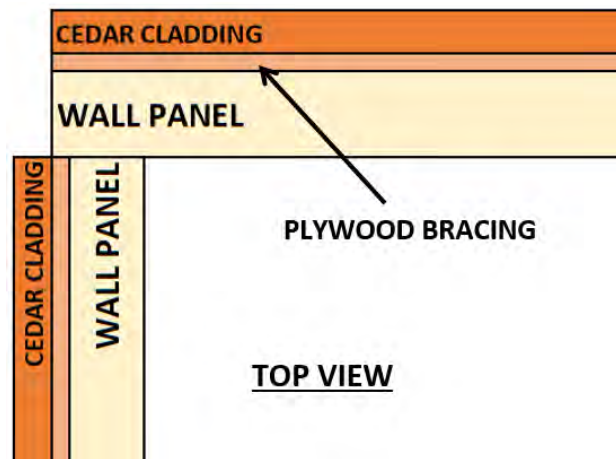 CEDAR CLADDING
WALL PANEL
CEDAR CLADDING
WALL PANEL
PLYWOOD BRACING
TOP VIEW